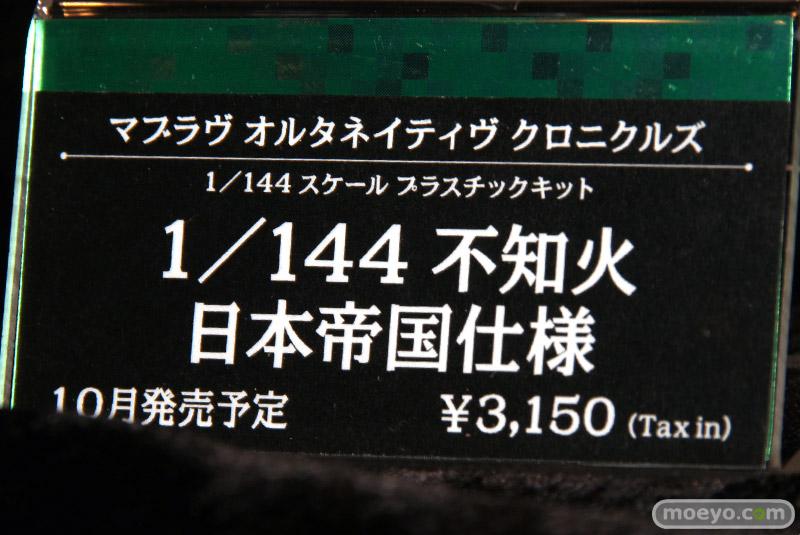 マブラヴ オルタネイティヴ クロニクルズ
1／144 スケール プラスチックキット
1／144 不知火
日本帝国仕様
10月発売予定 ¥3,150 (Tax in)
moeyo.com